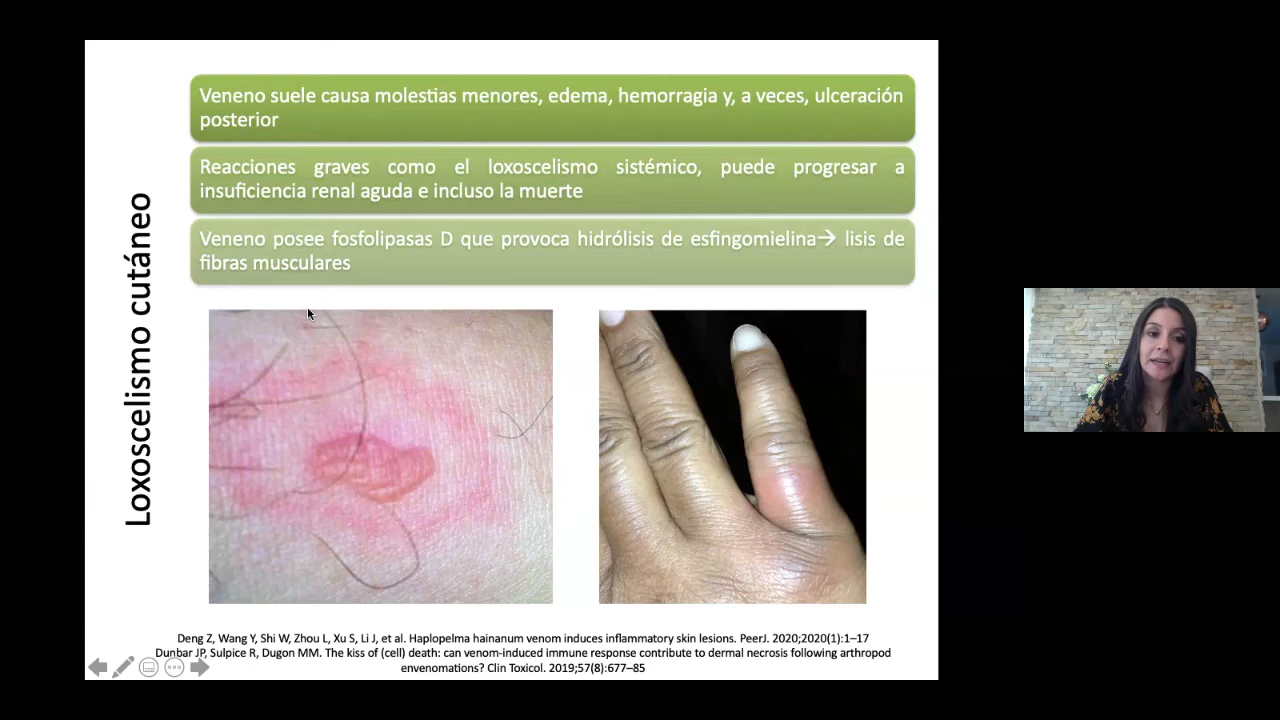 Loxoscelismo cutáneo
Veneno suele causa molestias menores, edema, hemorragia y, a veces, ulceración
posterior
Reacciones graves como el loxoscelismo sistémico, puede progresar a
insuficiencia renal aguda e incluso la muerte
Veneno posee fosfolipasas D que provoca hidrólisis de esfingomielina→ lisis de
fibras musculares
Deng Z, Wang Y, Shi W, Zhou L, Xu S, Li J, et al. Haplopelma hainanum venom induces inflammatory skin lesions. PeerJ. 2020;2020(1):1–17
Dunbar JP, Sulpice R, Dugon MM. The kiss of (cell) death: can venom-induced immune response contribute to dermal necrosis following arthropod
envenomations? Clin Toxicol. 2019;57(8):677–85